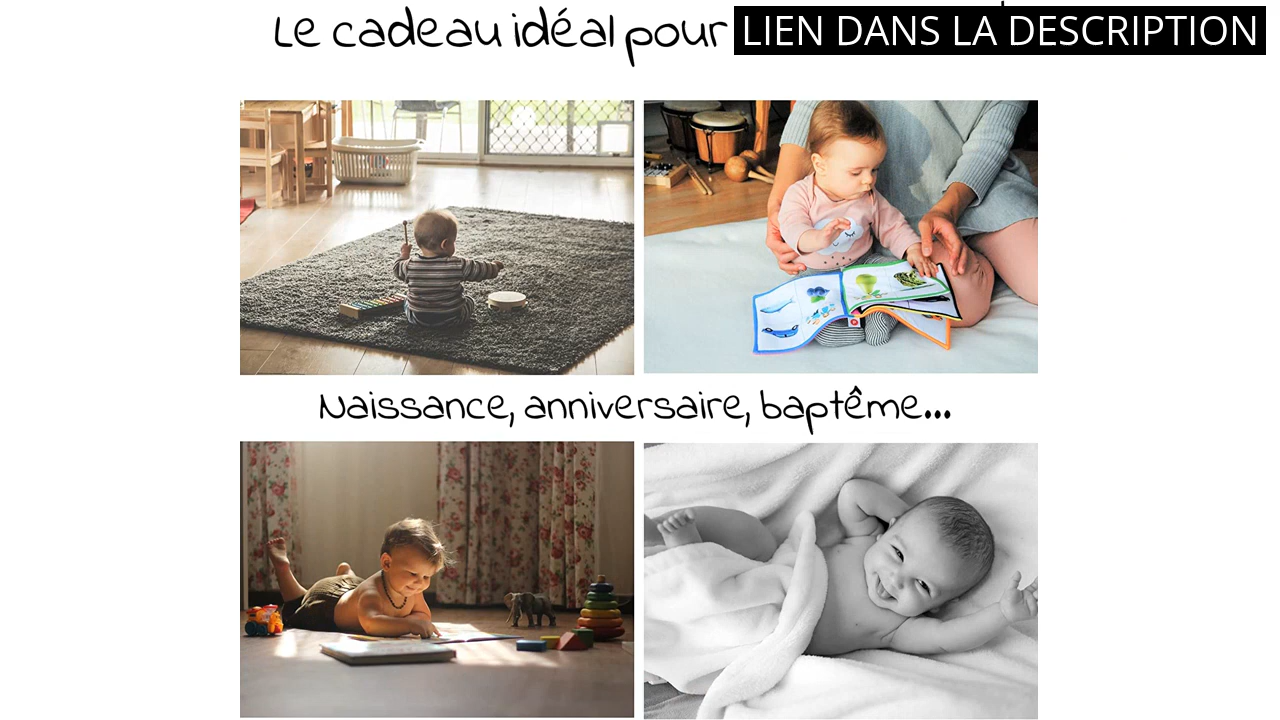 Le cadeau idéal pour
LIEN DANS LA DESCRIPTION
Naissance, anniversaire, baptême...